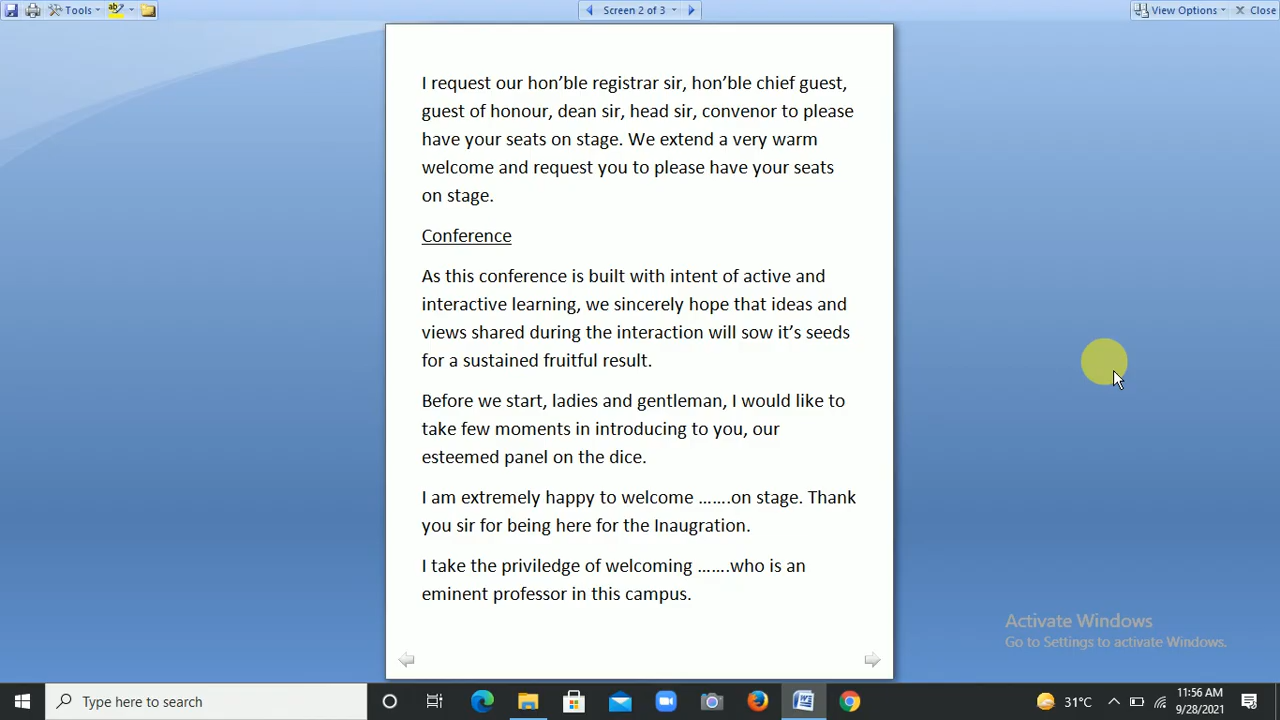 Tools
Screen 2 of 3
View Options
Close
I request our hon’ble registrar sir, hon’ble chief guest,
guest of honour, dean sir, head sir, convenor to please
have your seats on stage. We extend a very warm
welcome and request you to please have your seats
on stage.
Conference
As this conference is built with intent of active and
interactive learning, we sincerely hope that ideas and
views shared during the interaction will sow it’s seeds
for a sustained fruitful result.
Before we start, ladies and gentleman, I would like to
take few moments in introducing to you, our
esteemed panel on the dice.
I am extremely happy to welcome …….on stage. Thank
you sir for being here for the Inaugration.
I take the priviledge of welcoming …….who is an
eminent professor in this campus.
Activate Windows
Go to Settings to activate Windows.
Type here to search
31°C
11:56 AM
9/28/2021